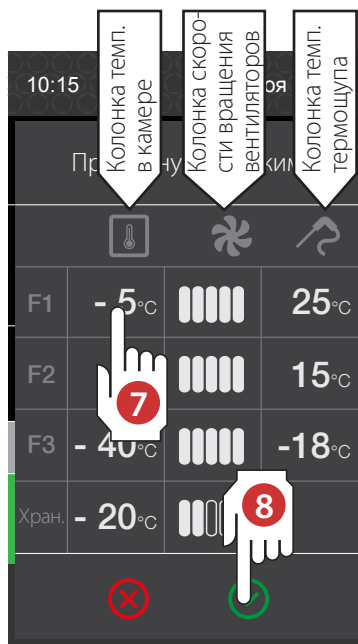 10:15
Колонка темп.
в камере
Колонка скоро-
сти вращения
вентиляторов
Колонка темп.
термощупа
F1 - 5°C 25°C
F2 15°C
F3 - 40°C -18°C
Хран. - 20°C
7
8